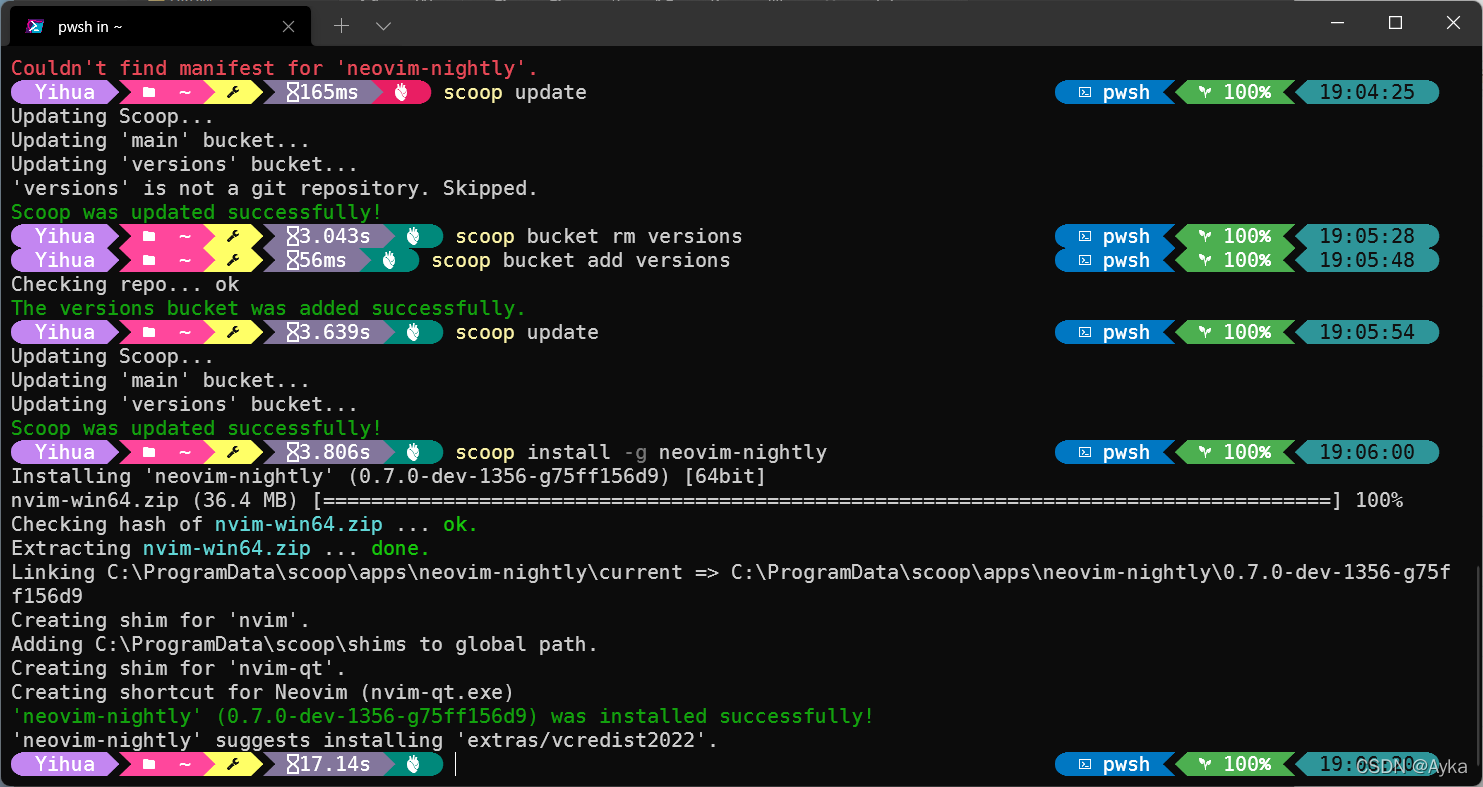 pwsh in ~
Couldn't find manifest for 'neovim-nightly'.
Yihua ~ 165ms scoop update pwsh 100% 19:04:25
Updating Scoop...
Updating 'main' bucket...
Updating 'versions' bucket...
'versions' is not a git repository. Skipped.
Scoop was updated successfully!
Yihua ~ 3.043s scoop bucket rm versions pwsh 100% 19:05:28
Yihua ~ 56ms scoop bucket add versions pwsh 100% 19:05:48
Checking repo... ok
The versions bucket was added successfully.
Yihua ~ 3.639s scoop update pwsh 100% 19:05:54
Updating Scoop...
Updating 'main' bucket...
Updating 'versions' bucket...
Scoop was updated successfully!
Yihua ~ 3.806s scoop install -g neovim-nightly pwsh 100% 19:06:00
Installing 'neovim-nightly' (0.7.0-dev-1356-g75ff156d9) [64bit]
nvim-win64.zip (36.4 MB) [====================================================================================] 100%
Checking hash of nvim-win64.zip ... ok.
Extracting nvim-win64.zip ... done.
Linking C:\ProgramData\scoop\apps\neovim-nightly\current => C:\ProgramData\scoop\apps\neovim-nightly\0.7.0-dev-1356-g75f
f156d9
Creating shim for 'nvim'.
Adding C:\ProgramData\scoop\shims to global path.
Creating shim for 'nvim-qt'.
Creating shortcut for Neovim (nvim-qt.exe)
'neovim-nightly' (0.7.0-dev-1356-g75ff156d9) was installed successfully!
'neovim-nightly' suggests installing 'extras/vcredist2022'.
Yihua ~ 17.14s pwsh 100%
CSDN @Ayka